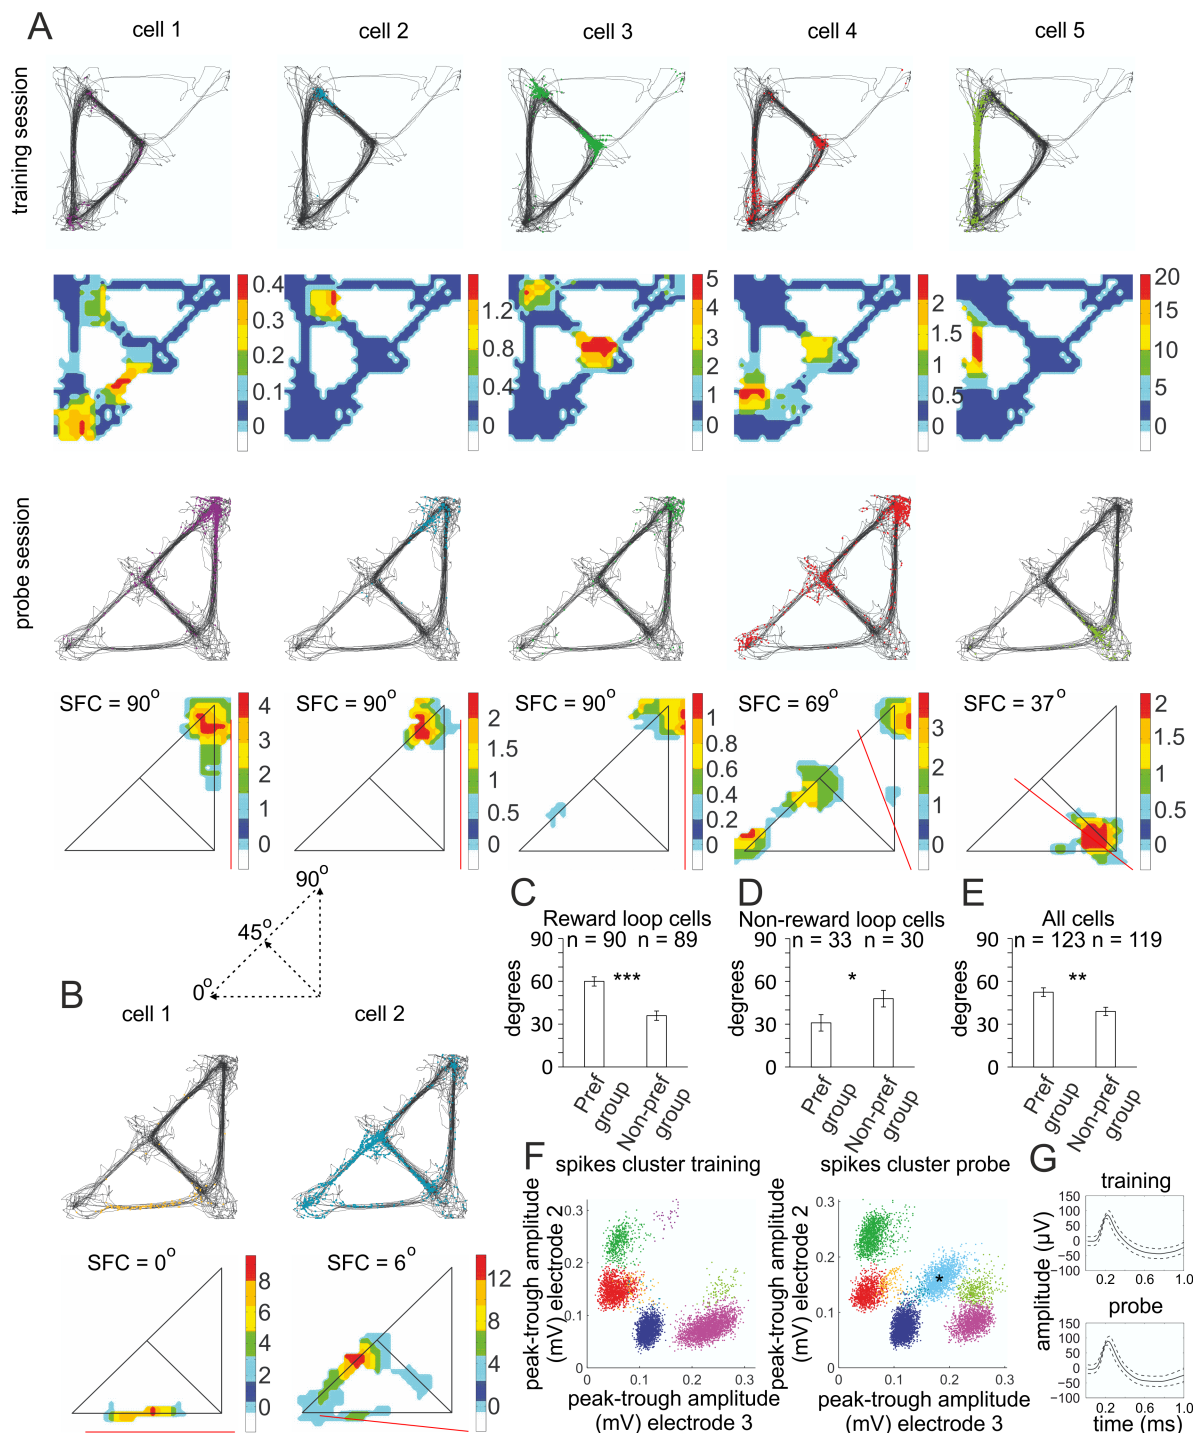 A
cell 1
cell 2
cell 3
cell 4
cell 5
training session
0.4
0.3
0.2
0.1
0
1.2
0.8
0.4
0
5
4
3
2
1
0
2
1.5
1
0.5
0
20
15
10
5
0
probe session
SFC = 90°
4
3
2
1
0
SFC = 90°
2
1.5
1
0.5
0
SFC = 90°
1
0.8
0.6
0.4
0.2
0
SFC = 69°
3
2
1
0
SFC = 37°
2
1.5
1
0.5
0
90°
45°
0°
B
cell 1
cell 2
SFC = 0°
8
6
4
2
0
SFC = 6°
12
8
4
0
C
Reward loop cells
n = 90 n = 89
degrees
90
60
30
0
***
Pref group
Non-pref group
D
Non-reward loop cells
n = 33 n = 30
degrees
90
60
30
0
*
Pref group
Non-pref group
E
All cells
n = 123 n = 119
degrees
90
60
30
0
**
Pref group
Non-pref group
F
spikes cluster training
peak-trough amplitude
(mV) electrode 2
0.3
0.2
0.1
0
0
0.1
0.2
0.3
peak-trough amplitude
(mV) electrode 3
spikes cluster probe
peak-trough amplitude
(mV) electrode 2
0.3
0.2
0.1
0
*
0
0.1
0.2
0.3
peak-trough amplitude
(mV) electrode 3
G
training
amplitude (µV)
150
100
50
0
−50
−100
0.2
0.6
1.0
probe
150
100
50
0
−50
−100
0.2
0.6
1.0
time (ms)